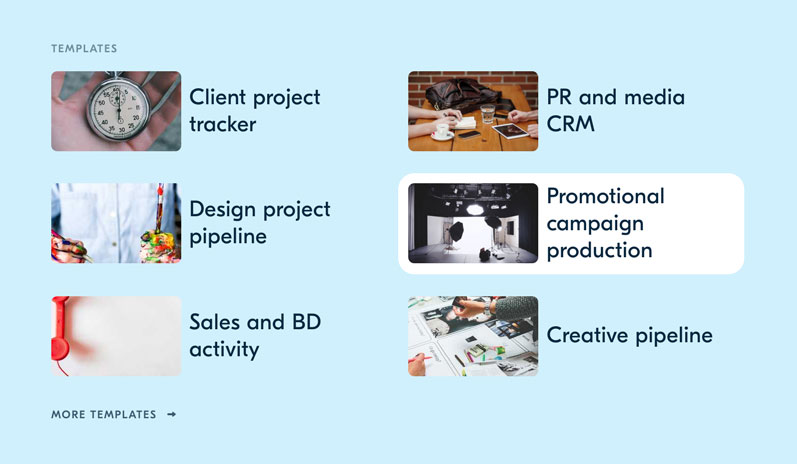 TEMPLATES
Client project
tracker
PR and media
CRM
Design project
pipeline
Promotional
campaign
production
Sales and BD
activity
Creative pipeline
MORE TEMPLATES →